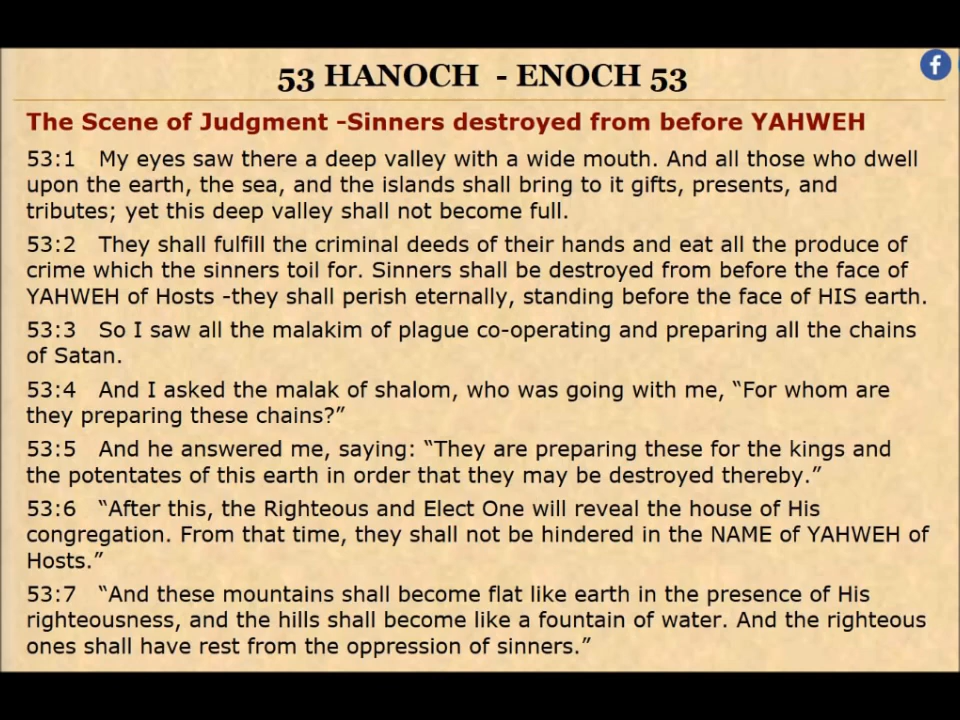 53 HANOCH - ENOCH 53
f
The Scene of Judgment -Sinners destroyed from before YAHWEH
53:1 My eyes saw there a deep valley with a wide mouth. And all those who dwell
upon the earth, the sea, and the islands shall bring to it gifts, presents, and
tributes; yet this deep valley shall not become full.
53:2 They shall fulfill the criminal deeds of their hands and eat all the produce of
crime which the sinners toil for. Sinners shall be destroyed from before the face of
YAHWEH of Hosts -they shall perish eternally, standing before the face of HIS earth.
53:3 So I saw all the malakim of plague co-operating and preparing all the chains
of Satan.
53:4 And I asked the malak of shalom, who was going with me, “For whom are
they preparing these chains?”
53:5 And he answered me, saying: “They are preparing these for the kings and
the potentates of this earth in order that they may be destroyed thereby.”
53:6 “After this, the Righteous and Elect One will reveal the house of His
congregation. From that time, they shall not be hindered in the NAME of YAHWEH of
Hosts.”
53:7 “And these mountains shall become flat like earth in the presence of His
righteousness, and the hills shall become like a fountain of water. And the righteous
ones shall have rest from the oppression of sinners.”